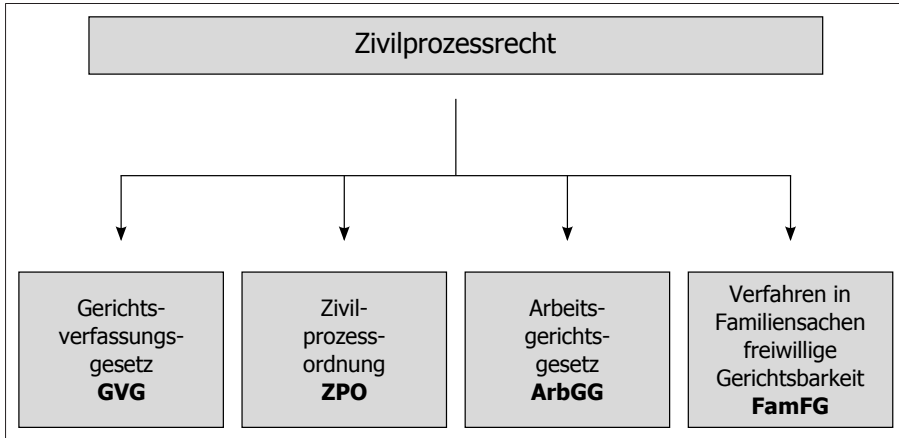 Zivilprozessrecht
Gerichts-
verfassungs-
gesetz
GVG
Zivil-
prozess-
ordnung
ZPO
Arbeits-
gerichts-
gesetz
ArbGG
Verfahren in
Familiensachen
freiwillige
Gerichtsbarkeit
FamFG